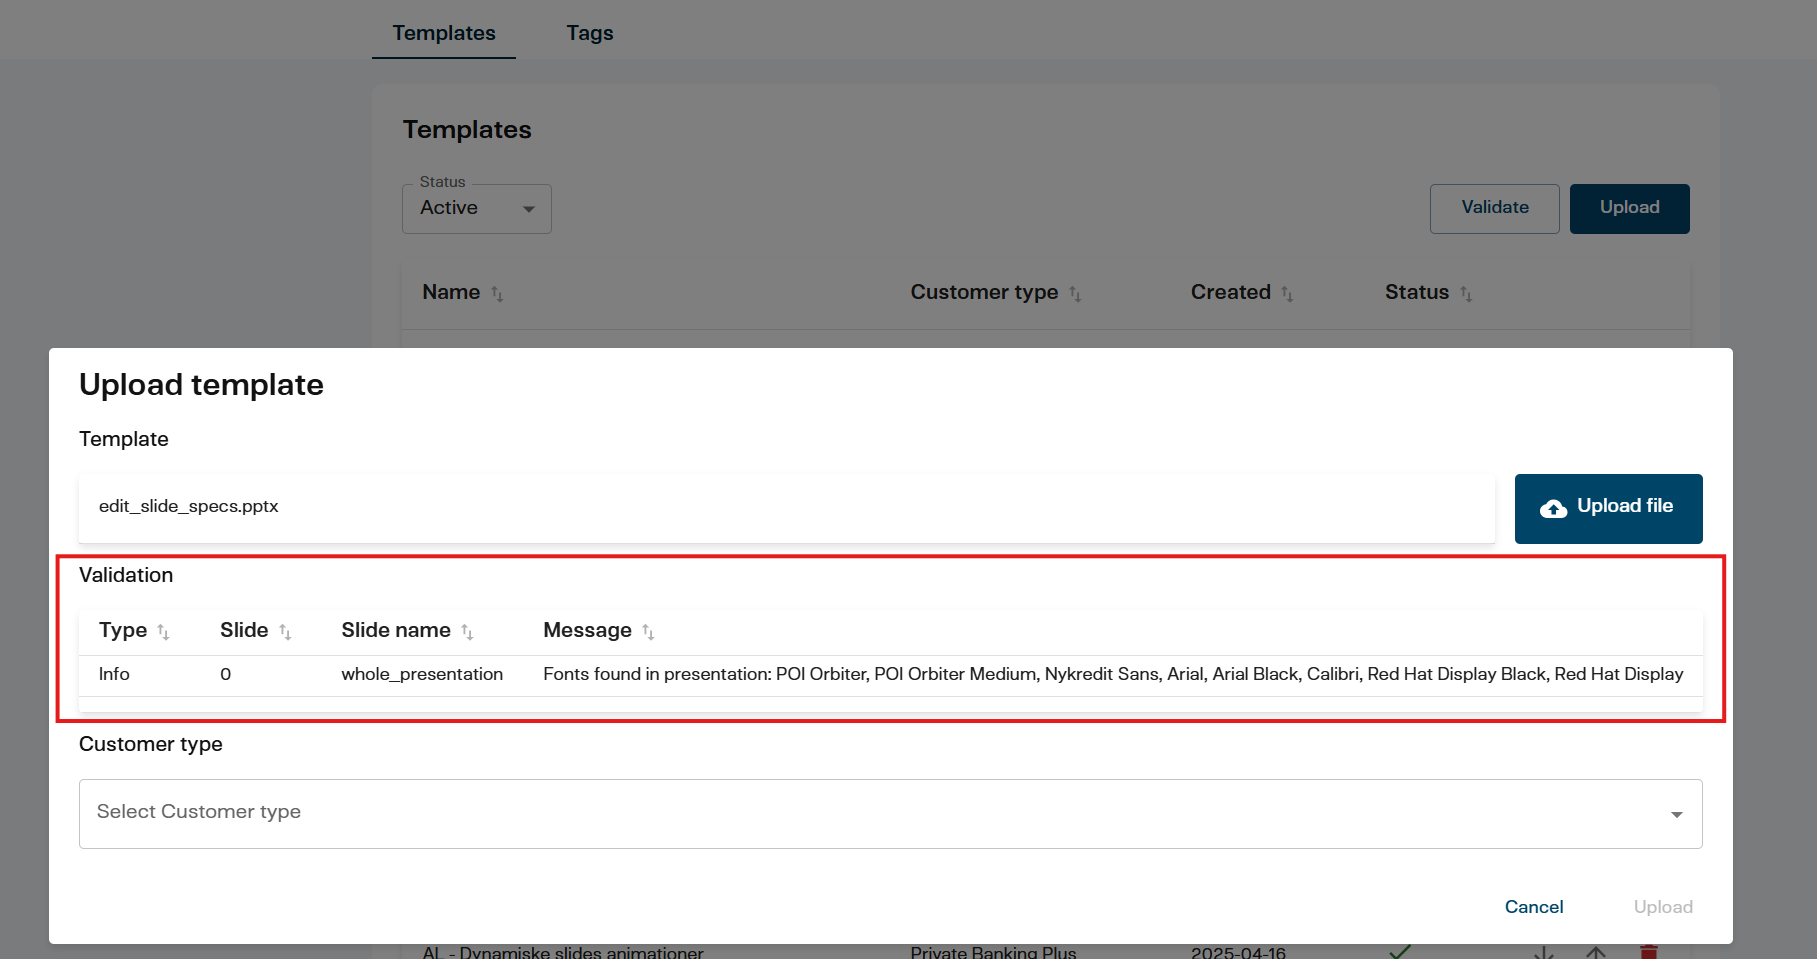 Templates Tags
Templates
Status
Active
Validate Upload
Name Customer type Created Status
Upload template
Template
edit_slide_specs.pptx
Upload file
Validation
Type Slide Slide name Message
Info 0 whole_presentation Fonts found in presentation: POI Orbiter, POI Orbiter Medium, Nykredit Sans, Arial, Arial Black, Calibri, Red Hat Display Black, Red Hat Display
Customer type
Select Customer type
Cancel Upload
AL - Dynamiske slides animationer Private Banking Plus 2025-04-16